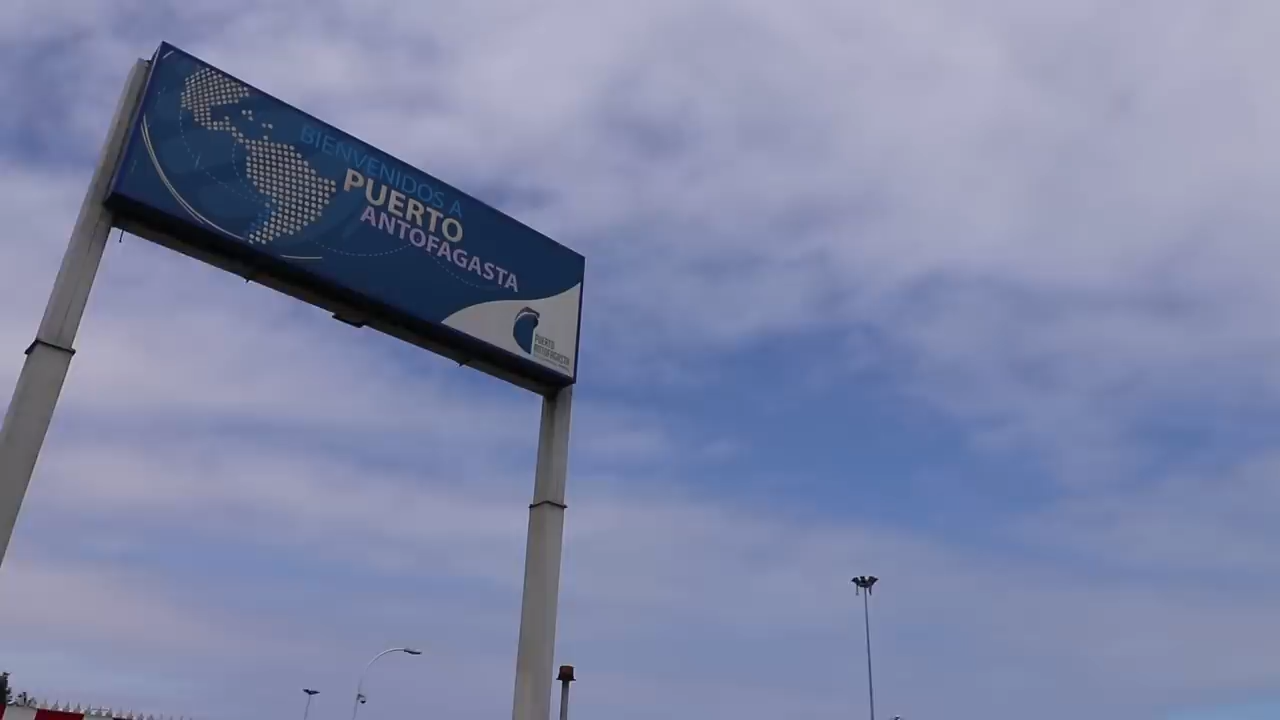 BIENVENIDOS A
PUERTO
ANTOFAGASTA
PUERTO
ANTOFAGASTA